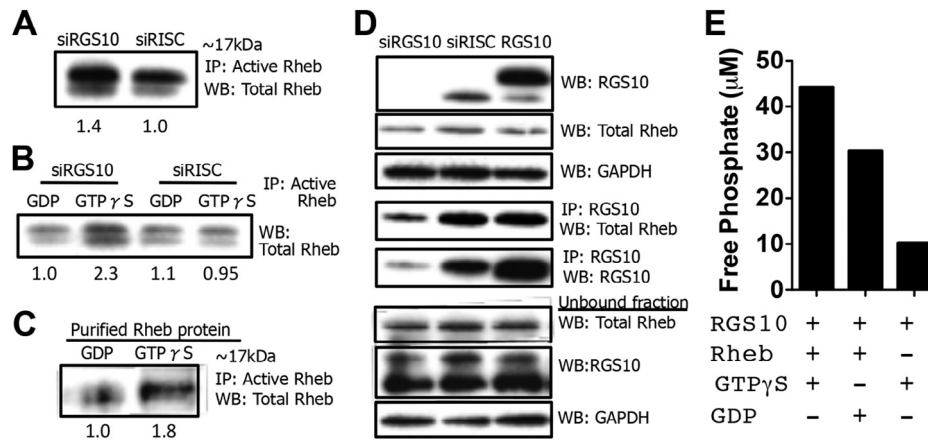 A
siRGS10 siRISC
~17kDa
IP: Active Rheb
WB: Total Rheb
1.4 1.0
B
siRGS10 siRISC
GDP GTPγS GDP GTPγS
IP: Active
Rheb
WB:
Total Rheb
1.0 2.3 1.1 0.95
C
Purified Rheb protein
GDP GTPγS
~17kDa
IP: Active Rheb
WB: Total Rheb
1.0 1.8
D
siRGS10 siRISC RGS10
WB: RGS10
WB: Total Rheb
WB: GAPDH
IP: RGS10
WB: Total Rheb
IP: RGS10
WB: RGS10
Unbound fraction
WB: Total Rheb
WB:RGS10
WB: GAPDH
E
Free Phosphate (μM)
50
40
30
20
10
0
RGS10 + + +
Rheb + + –
GTPγS + – +
GDP – + –